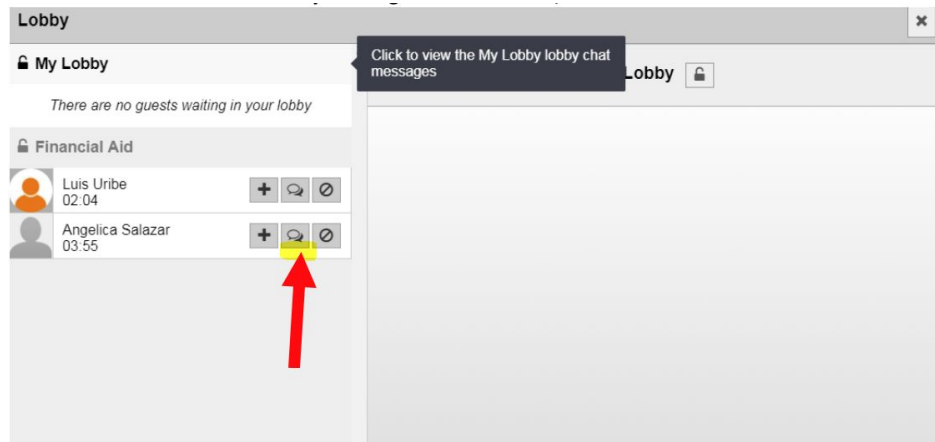 Lobby
My Lobby
Click to view the My Lobby lobby chat
messages
Lobby
There are no guests waiting in your lobby
Financial Aid
Luis Uribe
02:04
Angelica Salazar
03:55